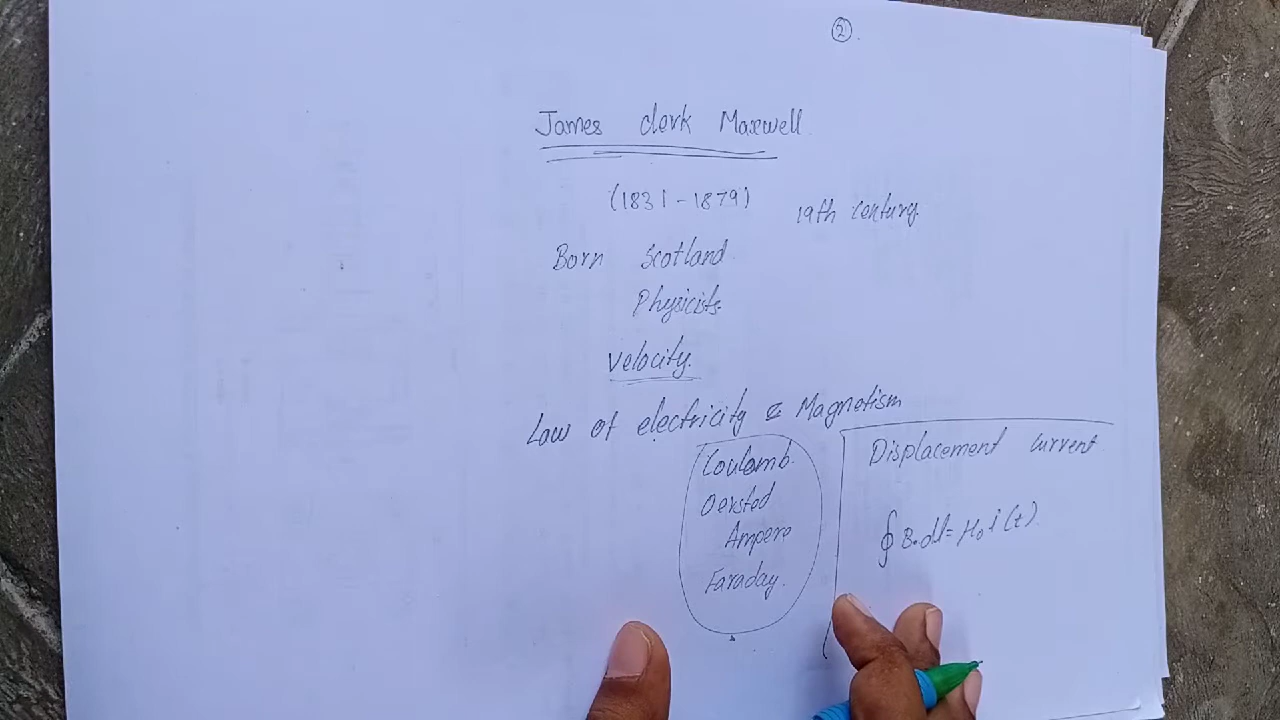 2
James clerk Maxwell
(1831-1879) 19th century
Born Scotland
Physicists
Velocity.
Law of electricity & Magnetism
Coulomb.
Oersted
Ampere
Faraday.
Displacement current
∮B.dl= μ₀ i(t)